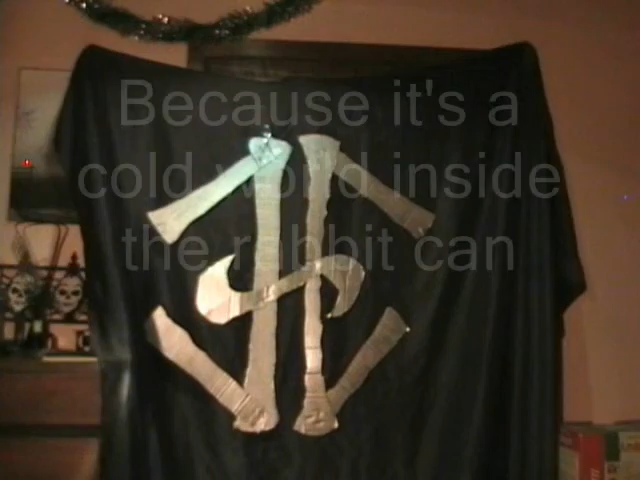 Because it's a
cold world inside
the rabbit can